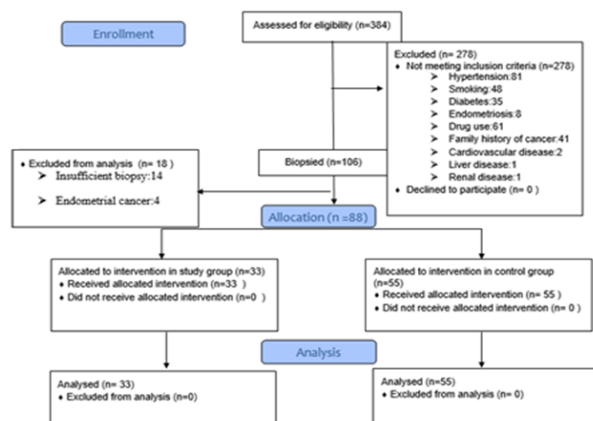 Enrollment
Assessed for eligibility (n=384)
Excluded (n= 278)
♦ Not meeting inclusion criteria (n=278)
➤ Hypertension:81
➤ Smoking:48
➤ Diabetes:35
➤ Endometriosis:8
➤ Drug use:61
➤ Family history of cancer:41
➤ Cardiovascular disease:2
➤ Liver disease:1
➤ Renal disease:1
♦ Declined to participate (n= 0 )
Biopsied (n=106)
♦ Excluded from analysis (n= 18 )
➤ Insufficient biopsy:14
➤ Endometrial cancer:4
Allocation (n =88)
Allocated to intervention in study group (n=33)
♦ Received allocated intervention (n=33 )
♦ Did not receive allocated intervention (n=0 )
Allocated to intervention in control group
(n=55)
♦ Received allocated intervention (n= 55 )
♦ Did not receive allocated intervention (n= 0 )
Analysis
Analysed (n= 33)
♦ Excluded from analysis (n=0)
Analysed (n=55)
♦ Excluded from analysis (n= 0)